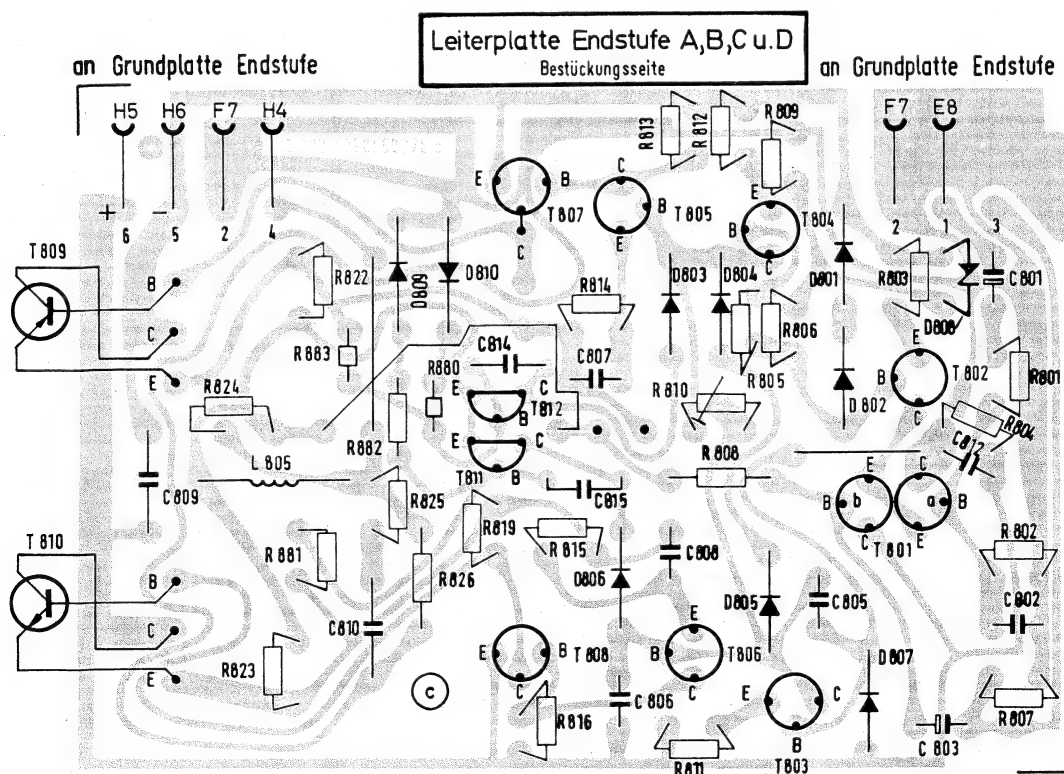 Leiterplatte Endstufe A,B,C u. D
Bestückungsseite
an Grundplatte Endstufe
an Grundplatte Endstufe
H5 H6 F7 H4
F7 E8
R813 R812 R809
E B T807 C
C B T805 E
E B T804 C
+ 6 - 5 2 4
2 1 3
T809
B
C
E
R822
D809 D810
R814
D803 D804
D801
R803
D808
C801
R883
C814
R880
C807
R806
R805
R810
E B T802 C
D802
R801
R804
C812
R824
R882
E C B T812
E C B T811
L805
C809
R825
R819
C815
R808
E B b C
C a B E
T801
T810
B
C
E
R881
R826
R815
D806
C808
D805
C805
R802
C802
C810
R823
c
E B T808 C
E B T806 C
D807
R816
C806
R811
E C B T803
C803
R807